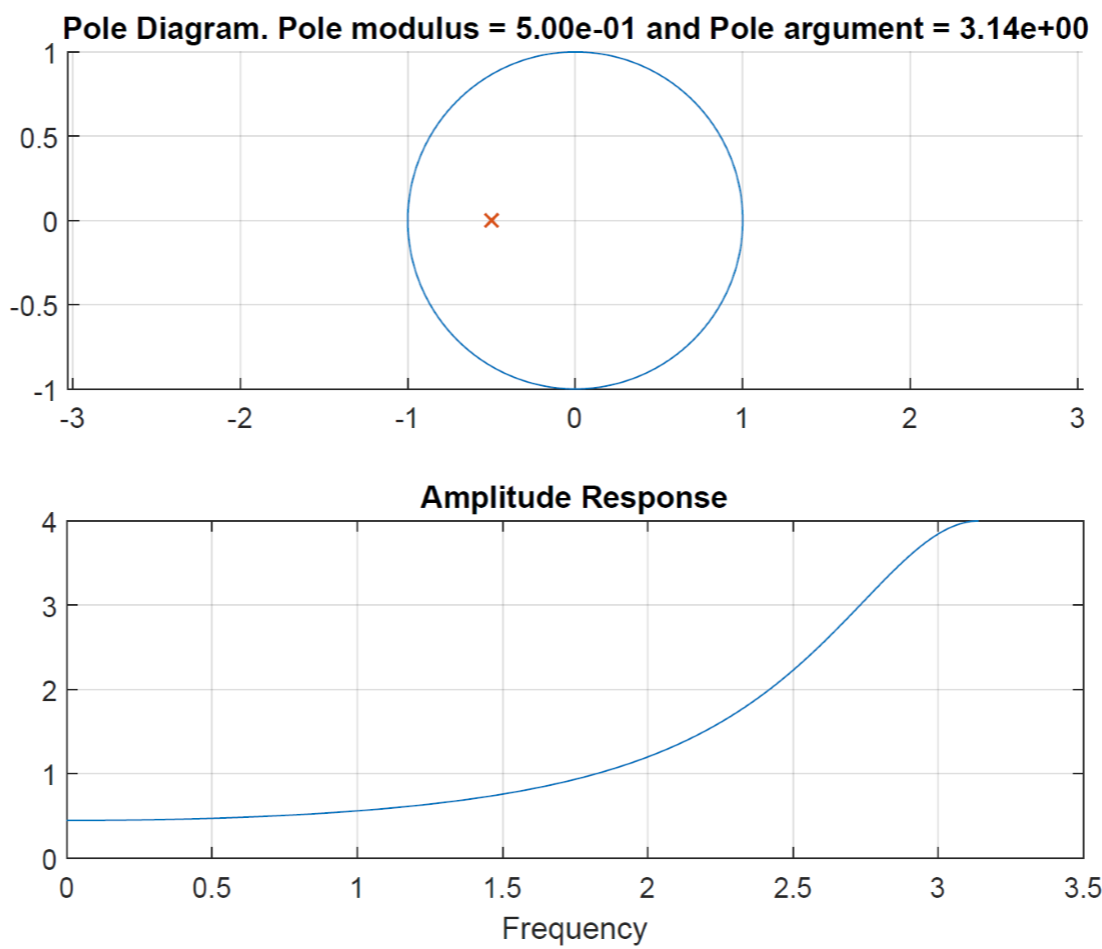 Pole Diagram. Pole modulus = 5.00e-01 and Pole argument = 3.14e+00
1
0.5
0
-0.5
-1
-3 -2 -1 0 1 2 3
Amplitude Response
4
3
2
1
0
0 0.5 1 1.5 2 2.5 3 3.5
Frequency